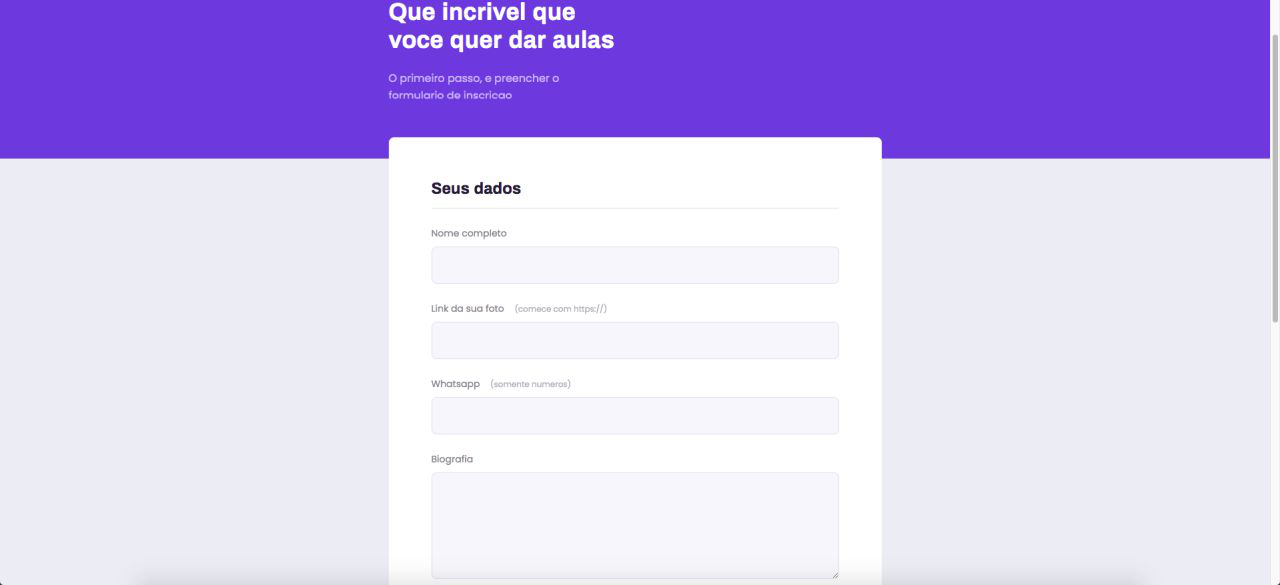 Que incrivel que
voce quer dar aulas
O primeiro passo, e preencher o
formulario de inscricao
Seus dados
Nome completo
Link da sua foto (comece com https://)
Whatsapp (somente numeros)
Biografia